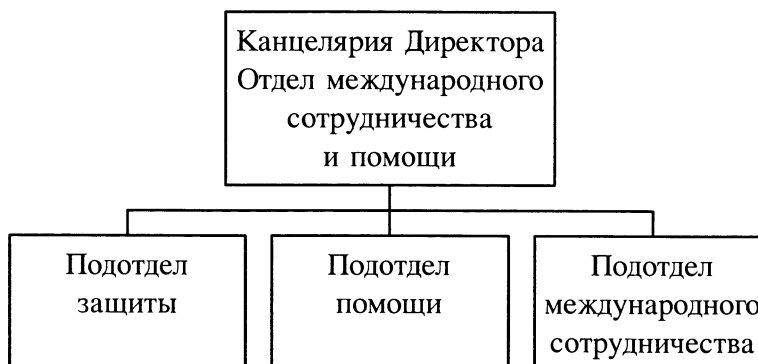 Канцелярия Директора
Отдел международного
сотрудничества
и помощи
Подотдел
защиты
Подотдел
помощи
Подотдел
международного
сотрудничества